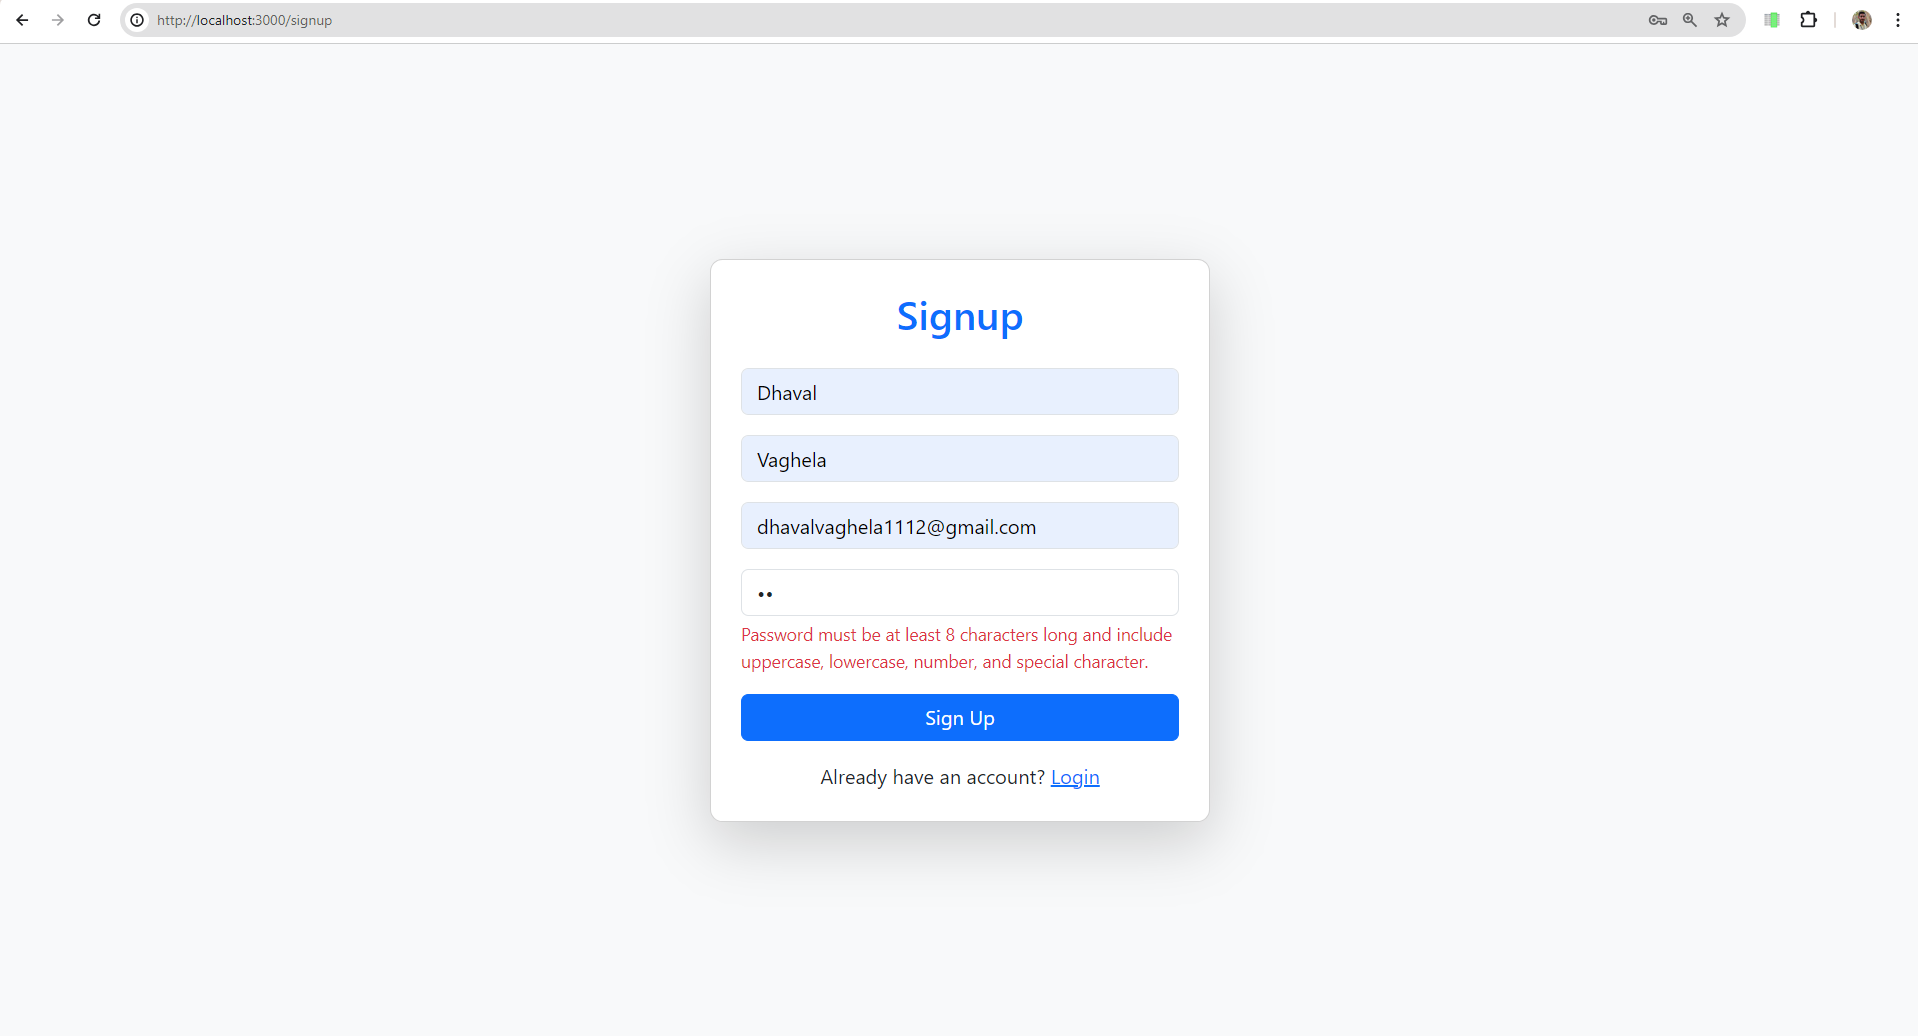 http://localhost:3000/signup
Signup
Dhaval
Vaghela
dhavalvaghela1112@gmail.com
••
Password must be at least 8 characters long and include
uppercase, lowercase, number, and special character.
Sign Up
Already have an account? Login